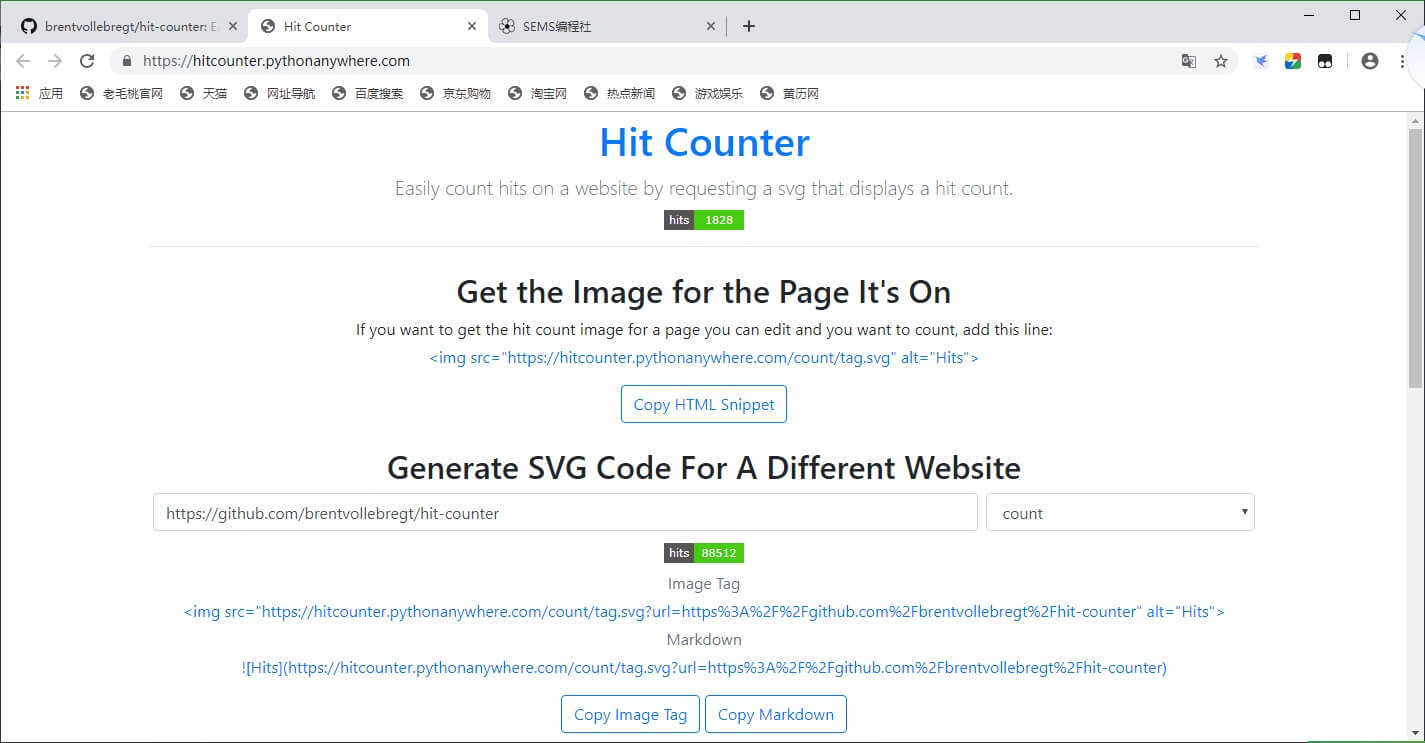 brentvollebregt/hit-counter: E
Hit Counter
SEMS编程社
https://hitcounter.pythonanywhere.com
应用 老毛桃官网 天猫 网址导航 百度搜索 京东购物 淘宝网 热点新闻 游戏娱乐 黄历网
Hit Counter
Easily count hits on a website by requesting a svg that displays a hit count.
hits 1828
Get the Image for the Page It's On
If you want to get the hit count image for a page you can edit and you want to count, add this line:
<img src="https://hitcounter.pythonanywhere.com/count/tag.svg" alt="Hits">
Copy HTML Snippet
Generate SVG Code For A Different Website
https://github.com/brentvollebregt/hit-counter count
hits 88512
Image Tag
<img src="https://hitcounter.pythonanywhere.com/count/tag.svg?url=https%3A%2F%2Fgithub.com%2Fbrentvollebregt%2Fhit-counter" alt="Hits">
Markdown
![Hits](https://hitcounter.pythonanywhere.com/count/tag.svg?url=https%3A%2F%2Fgithub.com%2Fbrentvollebregt%2Fhit-counter)
Copy Image Tag Copy Markdown